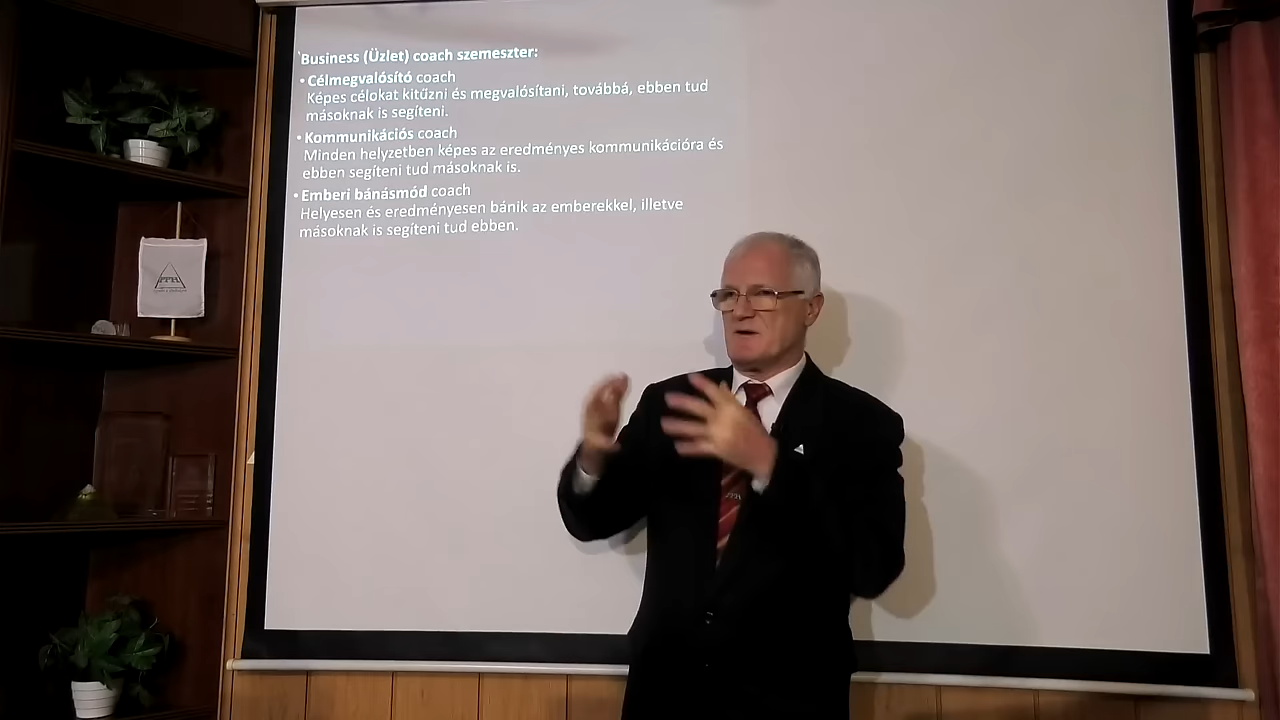 Business (Üzlet) coach szemeszter:
• Célmegvalósító coach
Képes célokat kitűzni és megvalósítani, továbbá, ebben tud
másoknak is segíteni.
• Kommunikációs coach
Minden helyzetben képes az eredményes kommunikációra és
ebben segíteni tud másoknak is.
• Emberi bánásmód coach
Helyesen és eredményesen bánik az emberekkel, illetve
másoknak is segíteni tud ebben.